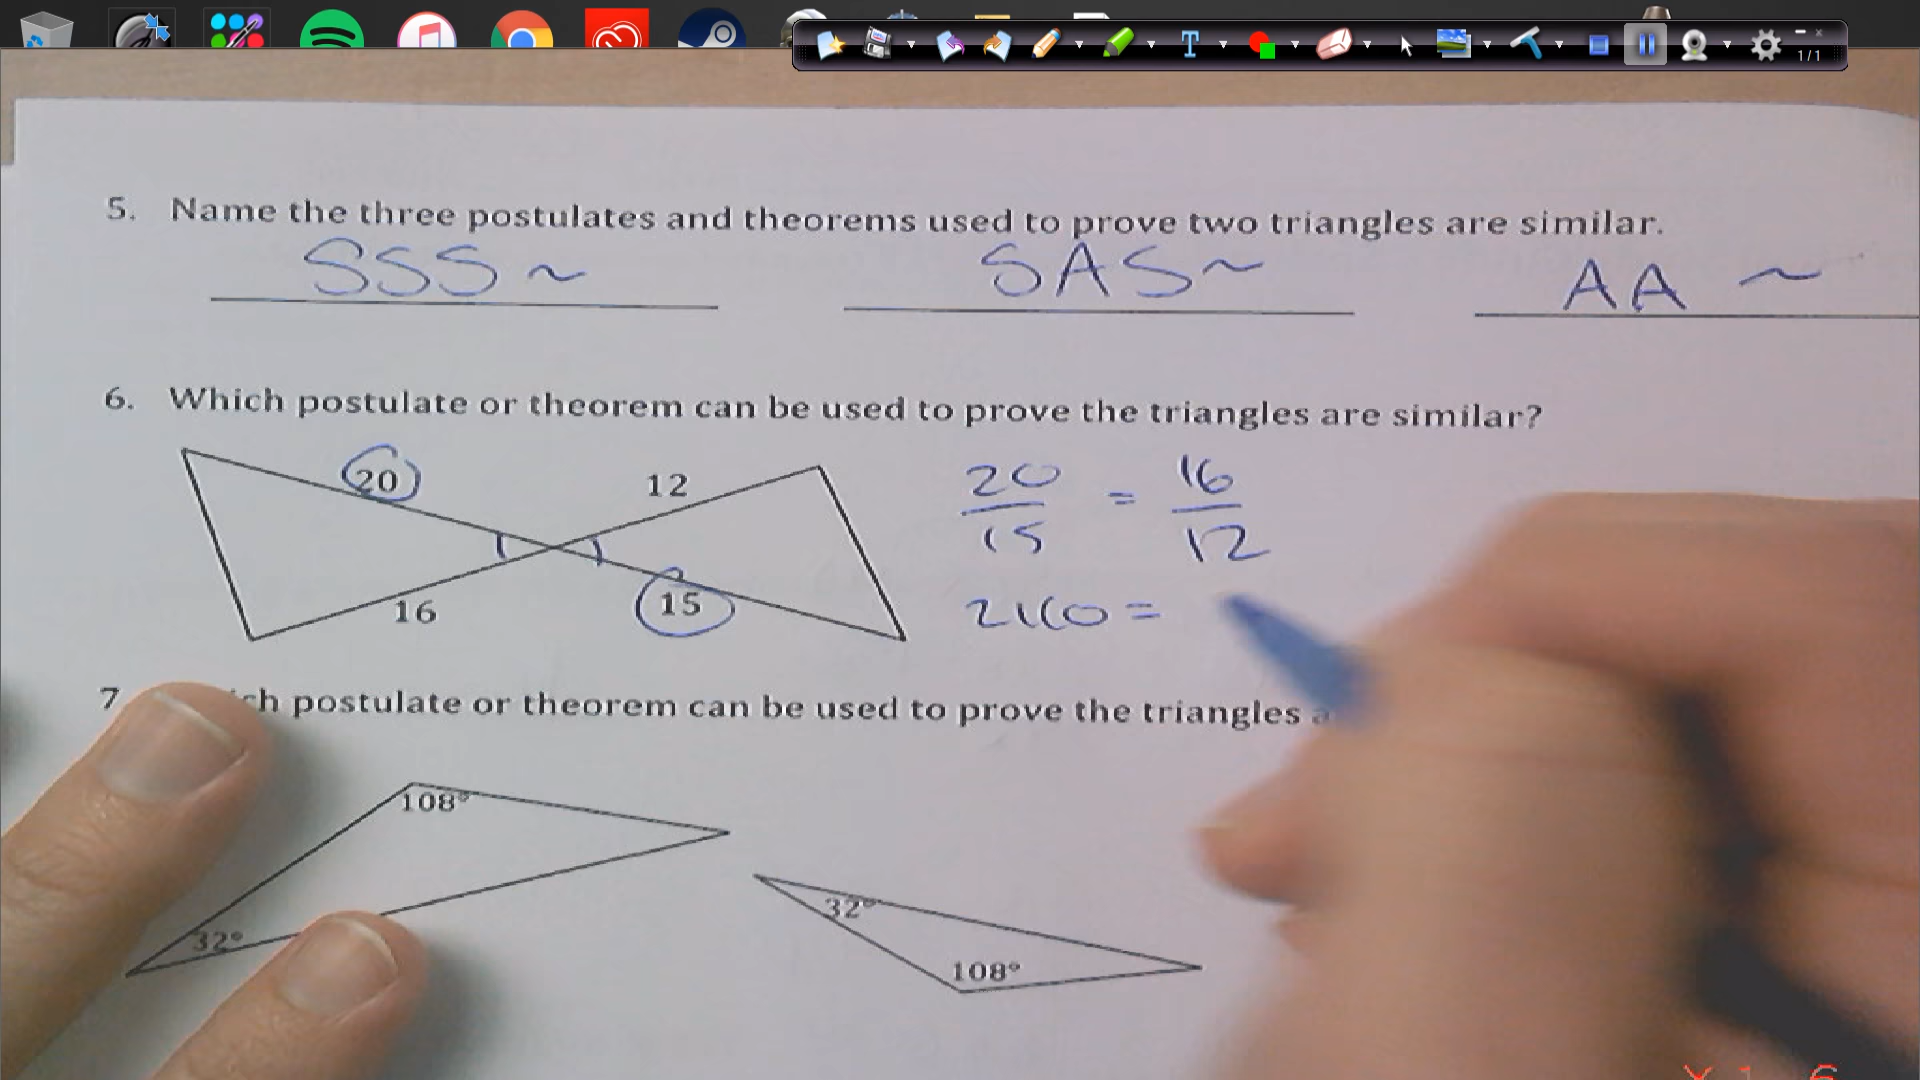 T
1/1
5. Name the three postulates and theorems used to prove two triangles are similar.
SSS ~ SAS ~ AA ~
6. Which postulate or theorem can be used to prove the triangles are similar?
20 12
16 15
20/15 = 16/12
2160 =
7 ch postulate or theorem can be used to prove the triangles a
108°
32°
32°
108°